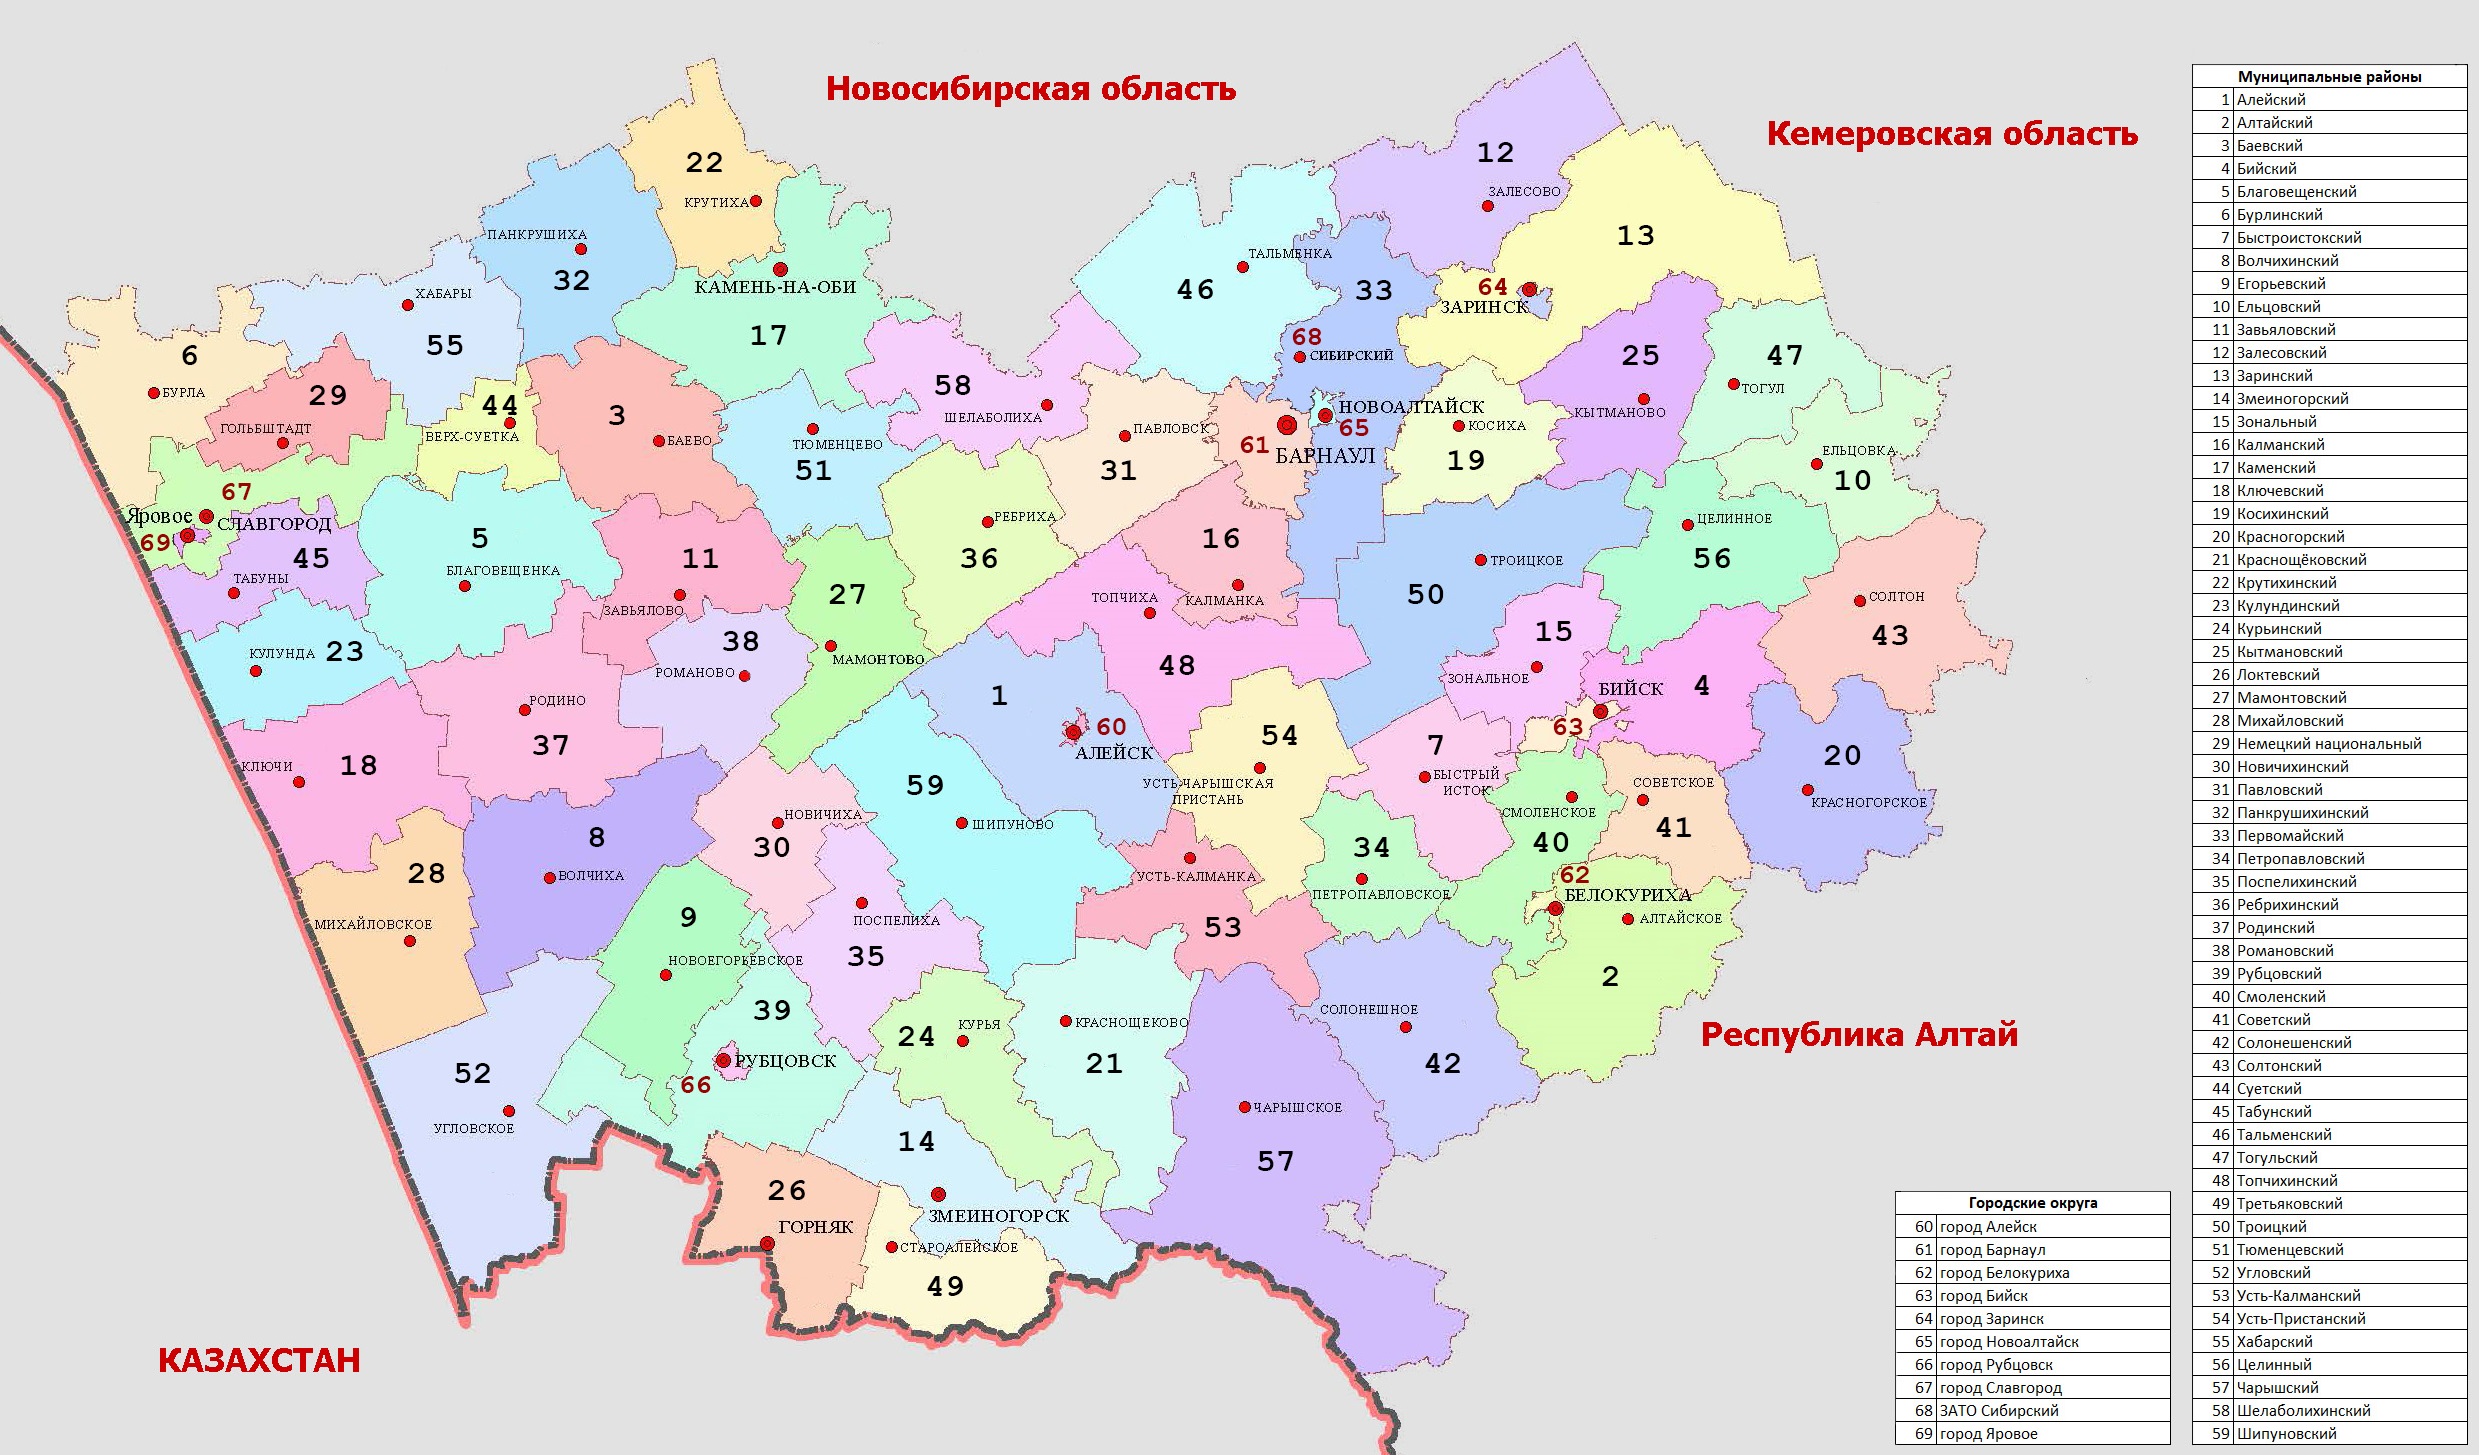 Новосибирская область
Кемеровская область
12
22
ЗАЛЕСОВО
КРУТИХА
13
ПАНКРУШИХА
ТАЛЬМЕНКА
32
КАМЕНЬ-НА-ОБИ
46
33
64
ЗАРИНСК
ХАБАРЫ
55
17
68
СИБИРСКИЙ
6
25
47
БУРЛА
29
58
ТОГУЛ
44
3
ШЕЛАБОЛИХА
НОВОАЛТАЙСК
65
КЫТМАНОВО
ГОЛЬБШТАДТ
ВЕРХ-СУЕТКА
БАЕВО
ТЮМЕНЦЕВО
51
ПАВЛОВСК
31
61
БАРНАУЛ
КОСИХА
19
ЕЛЬЦОВКА
10
67
Яровое
СЛАВГОРОД
69
45
ТАБУНЫ
5
БЛАГОВЕЩЕНКА
11
ЗАВЬЯЛОВО
РЕБРИХА
36
16
КАЛМАНКА
ТРОИЦКОЕ
50
ЦЕЛИННОЕ
56
27
МАМОНТОВО
ТОПЧИХА
48
СОЛТОН
43
КУЛУНДА
23
38
РОМАНОВО
15
ЗОНАЛЬНОЕ
БИЙСК
4
63
РОДИНО
37
1
60
АЛЕЙСК
54
УСТЬ-ЧАРЫШСКАЯ
ПРИСТАНЬ
7
БЫСТРЫЙ
ИСТОК
20
КРАСНОГОРСКОЕ
КЛЮЧИ
18
59
ШИПУНОВО
СМОЛЕНСКОЕ
40
СОВЕТСКОЕ
41
8
ВОЛЧИХА
НОВИЧИХА
30
34
ПЕТРОПАВЛОВСКОЕ
28
МИХАЙЛОВСКОЕ
УСТЬ-КАЛМАНКА
53
62
БЕЛОКУРИХА
АЛТАЙСКОЕ
2
9
НОВОЕГОРЬЕВСКОЕ
ПОСПЕЛИХА
35
39
РУБЦОВСК
66
24
КУРЬЯ
КРАСНОЩЕКОВО
21
СОЛОНЕШНОЕ
42
Республика Алтай
52
УГЛОВСКОЕ
14
ЗМЕИНОГОРСК
ЧАРЫШСКОЕ
57
26
ГОРНЯК
СТАРОАЛЕЙСКОЕ
49
КАЗАХСТАН
Городские округа
60 город Алейск
61 город Барнаул
62 город Белокуриха
63 город Бийск
64 город Заринск
65 город Новоалтайск
66 город Рубцовск
67 город Славгород
68 ЗАТО Сибирский
69 город Яровое
Муниципальные районы
1 Алейский
2 Алтайский
3 Баевский
4 Бийский
5 Благовещенский
6 Бурлинский
7 Быстроистокский
8 Волчихинский
9 Егорьевский
10 Ельцовский
11 Завьяловский
12 Залесовский
13 Заринский
14 Змеиногорский
15 Зональный
16 Калманский
17 Каменский
18 Ключевский
19 Косихинский
20 Красногорский
21 Краснощёковский
22 Крутихинский
23 Кулундинский
24 Курьинский
25 Кытмановский
26 Локтевский
27 Мамонтовский
28 Михайловский
29 Немецкий национальный
30 Новичихинский
31 Павловский
32 Панкрушихинский
33 Первомайский
34 Петропавловский
35 Поспелихинский
36 Ребрихинский
37 Родинский
38 Романовский
39 Рубцовский
40 Смоленский
41 Советский
42 Солонешенский
43 Солтонский
44 Суетский
45 Табунский
46 Тальменский
47 Тогульский
48 Топчихинский
49 Третьяковский
50 Троицкий
51 Тюменцевский
52 Угловский
53 Усть-Калманский
54 Усть-Пристанский
55 Хабарский
56 Целинный
57 Чарышский
58 Шелаболихинский
59 Шипуновский